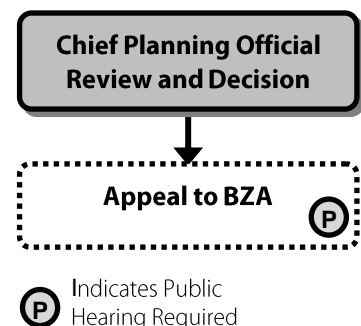 Chief Planning Official
Review and Decision
Appeal to BZA
P
P
Indicates Public
Hearing Required